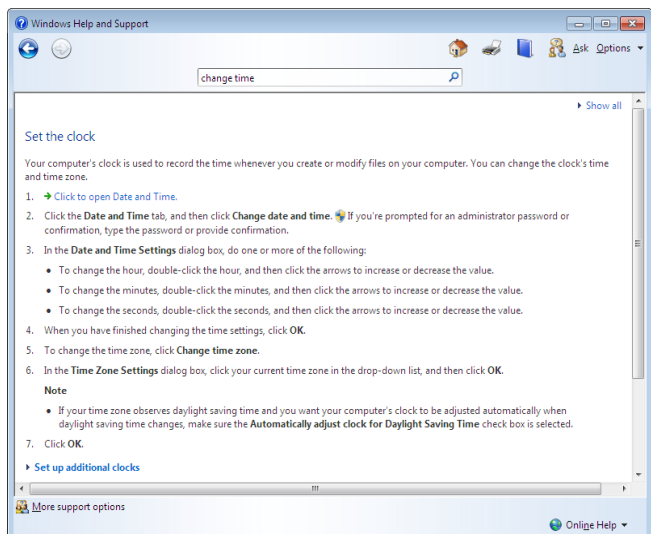 Windows Help and Support
Ask Options
change time
Show all
Set the clock
Your computer's clock is used to record the time whenever you create or modify files on your computer. You can change the clock's time
and time zone.
1. Click to open Date and Time.
2. Click the Date and Time tab, and then click Change date and time. If you're prompted for an administrator password or
confirmation, type the password or provide confirmation.
3. In the Date and Time Settings dialog box, do one or more of the following:
• To change the hour, double-click the hour, and then click the arrows to increase or decrease the value.
• To change the minutes, double-click the minutes, and then click the arrows to increase or decrease the value.
• To change the seconds, double-click the seconds, and then click the arrows to increase or decrease the value.
4. When you have finished changing the time settings, click OK.
5. To change the time zone, click Change time zone.
6. In the Time Zone Settings dialog box, click your current time zone in the drop-down list, and then click OK.
Note
• If your time zone observes daylight saving time and you want your computer's clock to be adjusted automatically when
daylight saving time changes, make sure the Automatically adjust clock for Daylight Saving Time check box is selected.
7. Click OK.
Set up additional clocks
More support options
Online Help